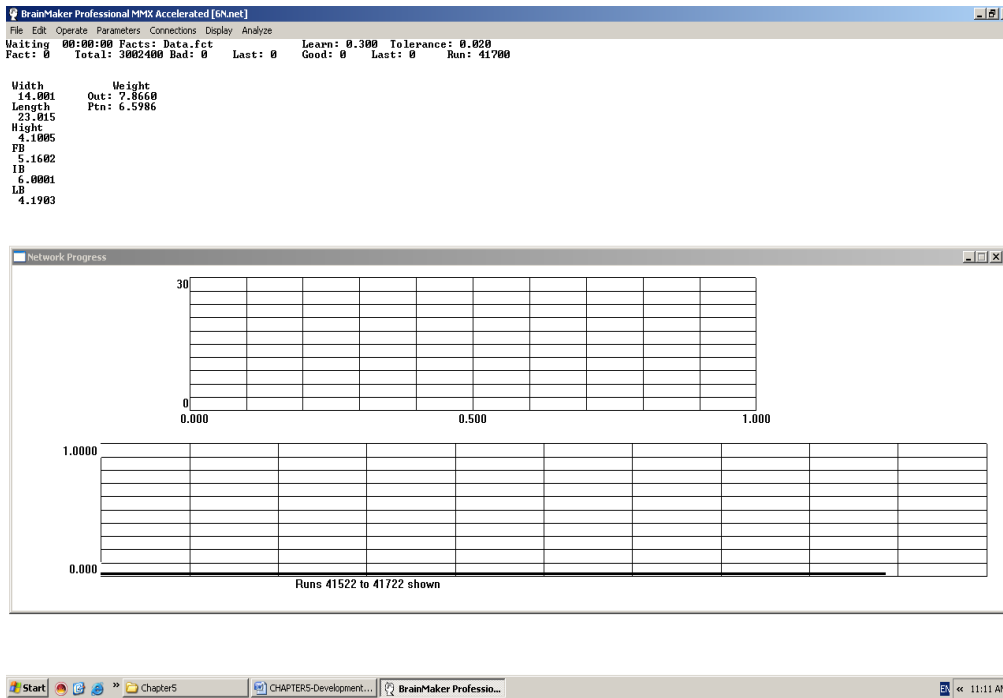 BrainMaker Professional MMX Accelerated [6N.net]
File Edit Operate Parameters Connections Display Analyze
Waiting 00:00:00 Facts: Data.fct Learn: 0.300 Tolerance: 0.020
Fact: 0 Total: 3002400 Bad: 0 Last: 0 Good: 0 Last: 0 Run: 41700
Width Weight
14.001 Out: 7.8660
Length Ptn: 6.5986
23.015
Hight
4.1005
FB
5.1602
IB
6.0001
LB
4.1903
Network Progress
30
0
0.000 0.500 1.000
1.0000
0.000
Runs 41522 to 41722 shown
Start » Chapter5 CHAPTER5-Development... BrainMaker Professio... EN « 11:11 AM